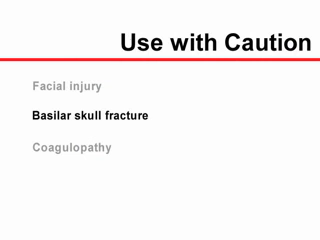 Use with Caution
Facial injury
Basilar skull fracture
Coagulopathy